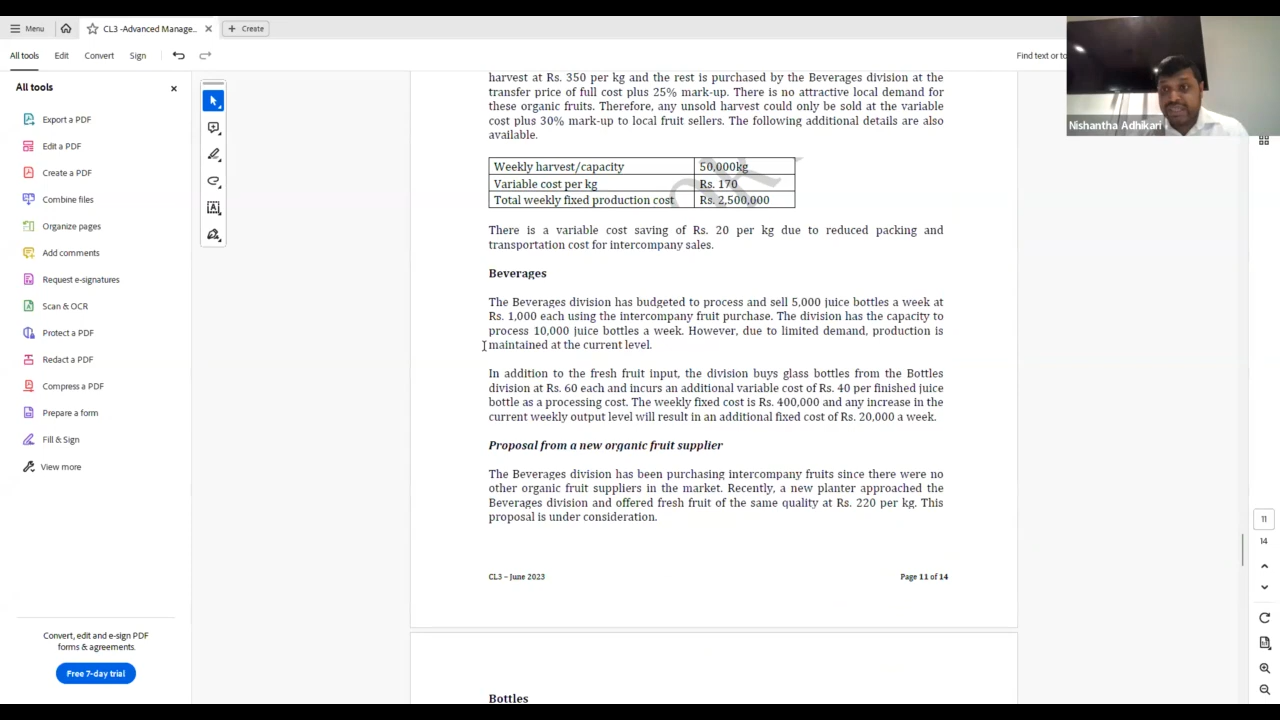 Menu
CL3 -Advanced Manage...
Create
All tools
Edit
Convert
Sign
Find text or to
All tools
Export a PDF
Edit a PDF
Create a PDF
Combine files
Organize pages
Add comments
Request e-signatures
Scan & OCR
Protect a PDF
Redact a PDF
Compress a PDF
Prepare a form
Fill & Sign
View more
Convert, edit and e-sign PDF
forms & agreements.
Free 7-day trial
harvest at Rs. 350 per kg and the rest is purchased by the Beverages division at the
transfer price of full cost plus 25% mark-up. There is no attractive local demand for
these organic fruits. Therefore, any unsold harvest could only be sold at the variable
cost plus 30% mark-up to local fruit sellers. The following additional details are also
available.
Weekly harvest/capacity 50,000kg
Variable cost per kg Rs. 170
Total weekly fixed production cost Rs. 2,500,000
There is a variable cost saving of Rs. 20 per kg due to reduced packing and
transportation cost for intercompany sales.
Beverages
The Beverages division has budgeted to process and sell 5,000 juice bottles a week at
Rs. 1,000 each using the intercompany fruit purchase. The division has the capacity to
process 10,000 juice bottles a week. However, due to limited demand, production is
maintained at the current level.
In addition to the fresh fruit input, the division buys glass bottles from the Bottles
division at Rs. 60 each and incurs an additional variable cost of Rs. 40 per finished juice
bottle as a processing cost. The weekly fixed cost is Rs. 400,000 and any increase in the
current weekly output level will result in an additional fixed cost of Rs. 20,000 a week.
Proposal from a new organic fruit supplier
The Beverages division has been purchasing intercompany fruits since there were no
other organic fruit suppliers in the market. Recently, a new planter approached the
Beverages division and offered fresh fruit of the same quality at Rs. 220 per kg. This
proposal is under consideration.
CL3 – June 2023
Page 11 of 14
Bottles
Nishantha Adhikari
11
14